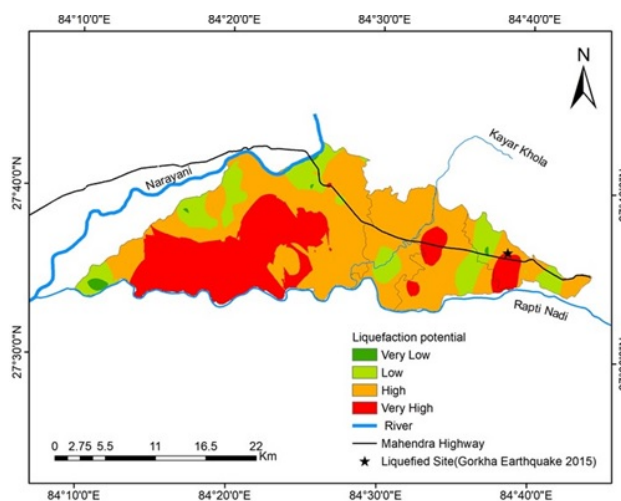 84°10'0"E 84°20'0"E 84°30'0"E 84°40'0"E
N
Kayar Khola
Narayani
27°40'0"N
Rapti Nadi
27°30'0"N
Liquefaction potential
Very Low
Low
High
Very High
River
Mahendra Highway
Liquefied Site(Gorkha Earthquake 2015)
0 2.75 5.5 11 16.5 22
Km
84°10'0"E 84°20'0"E 84°30'0"E 84°40'0"E